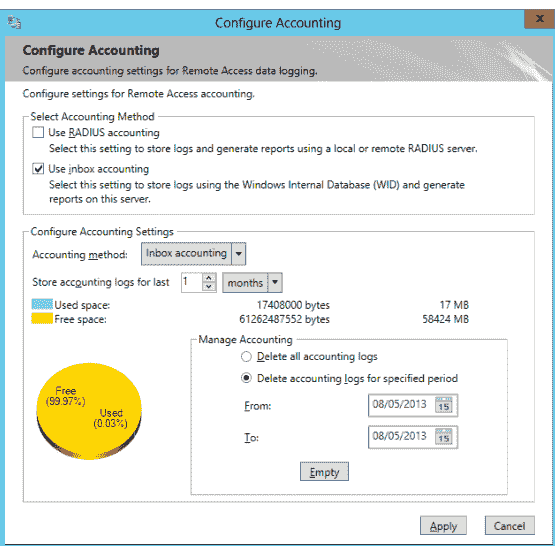 Configure Accounting
x
Configure Accounting
Configure accounting settings for Remote Access data logging.
Configure settings for Remote Access accounting.
Select Accounting Method
Use RADIUS accounting
Select this setting to store logs and generate reports using a local or remote RADIUS server.
Use inbox accounting
Select this setting to store logs using the Windows Internal Database (WID) and generate
reports on this server.
Configure Accounting Settings
Accounting method: Inbox accounting
Store accounting logs for last 1 months
Used space: 17408000 bytes 17 MB
Free space: 61262487552 bytes 58424 MB
Manage Accounting
Delete all accounting logs
Delete accounting logs for specified period
From: 08/05/2013 15
To: 08/05/2013 15
Empty
Free
(99.97%)
Used
(0.03%)
Apply Cancel